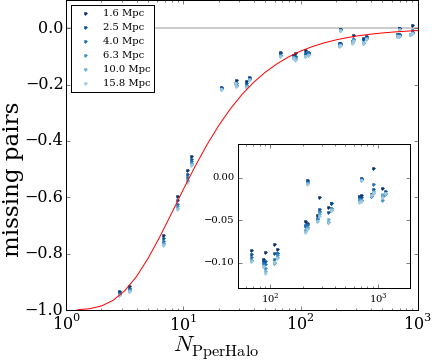 0.0
−0.2
−0.4
−0.6
−0.8
−1.0
missing pairs
1.6 Mpc
2.5 Mpc
4.0 Mpc
6.3 Mpc
10.0 Mpc
15.8 Mpc
0.00
−0.05
−0.10
10² 10³
10⁰ 10¹ 10² 10³
N_PperHalo